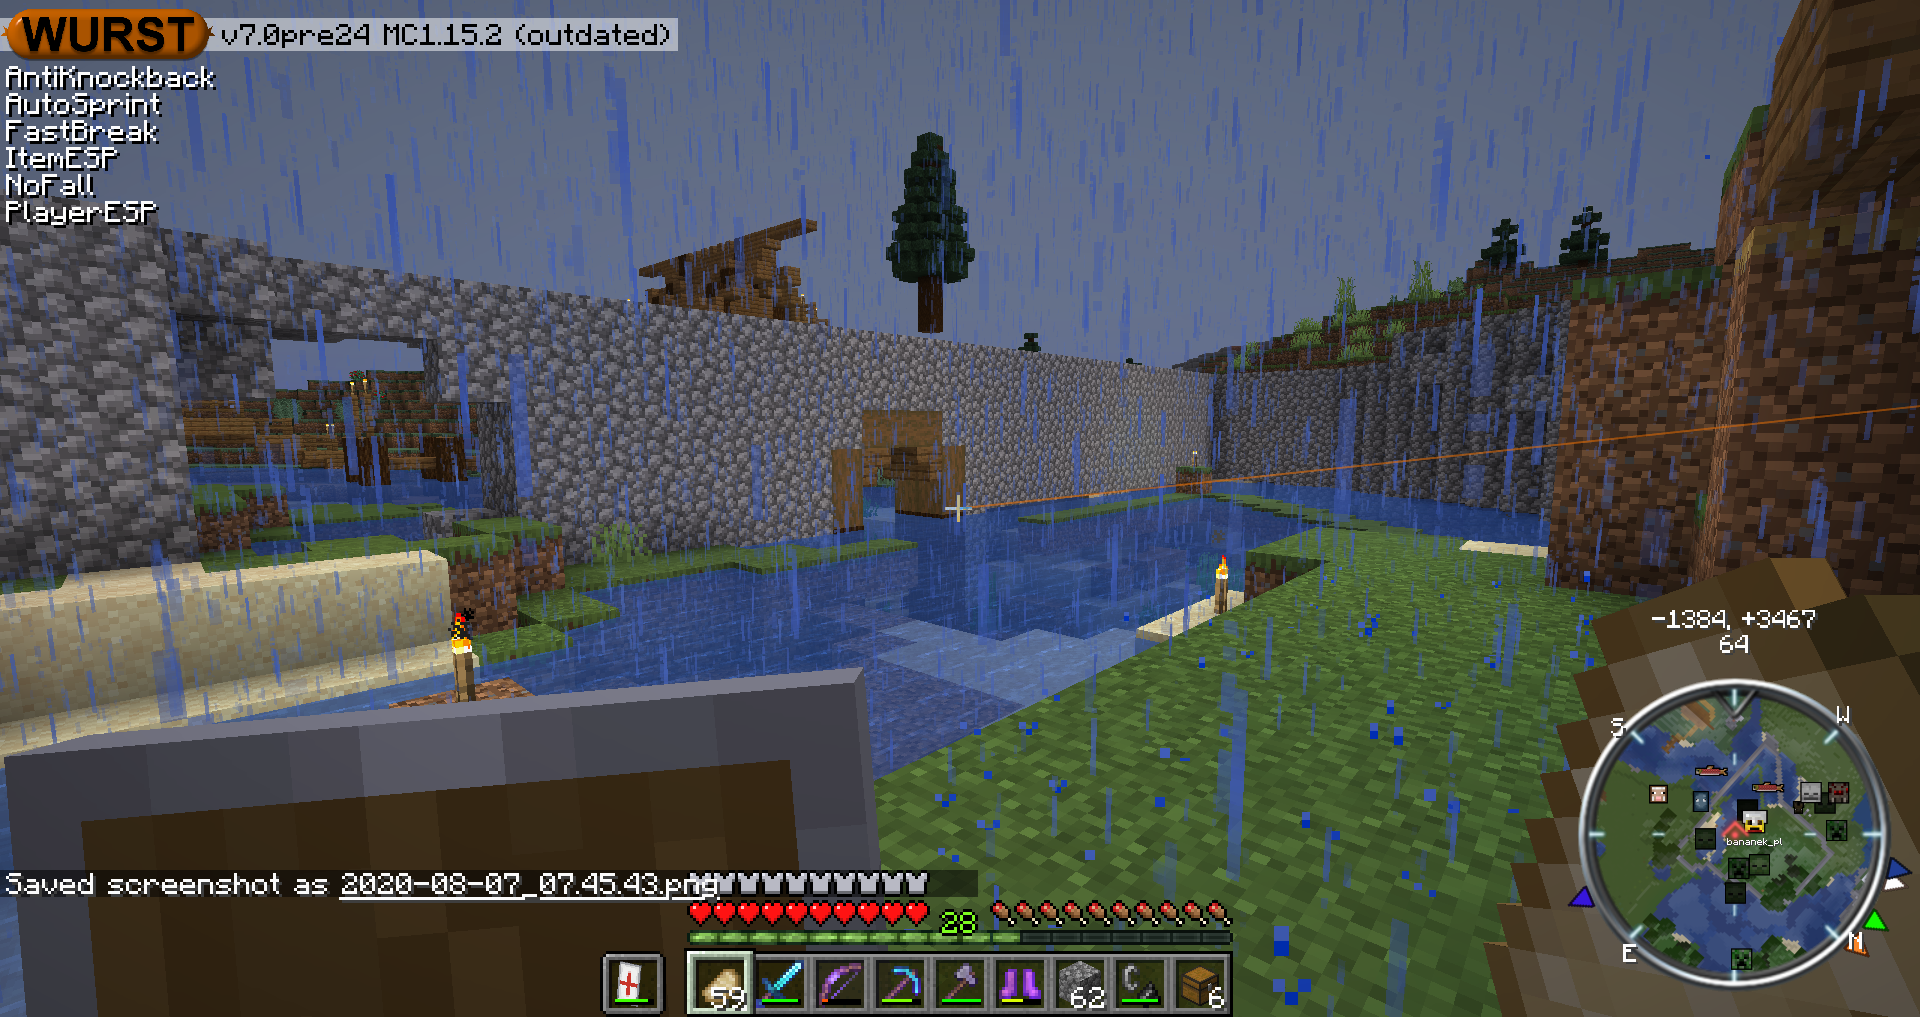 WURST v7.0pre24 MC1.15.2 (outdated)
AntiKnockback
AutoSprint
FastBreak
ItemESP
NoFall
PlayerESP
-1384, +3467
64
S W
bananek_pl
E N
Saved screenshot as 2020-08-07_07.45.43.png
28
59 62 6